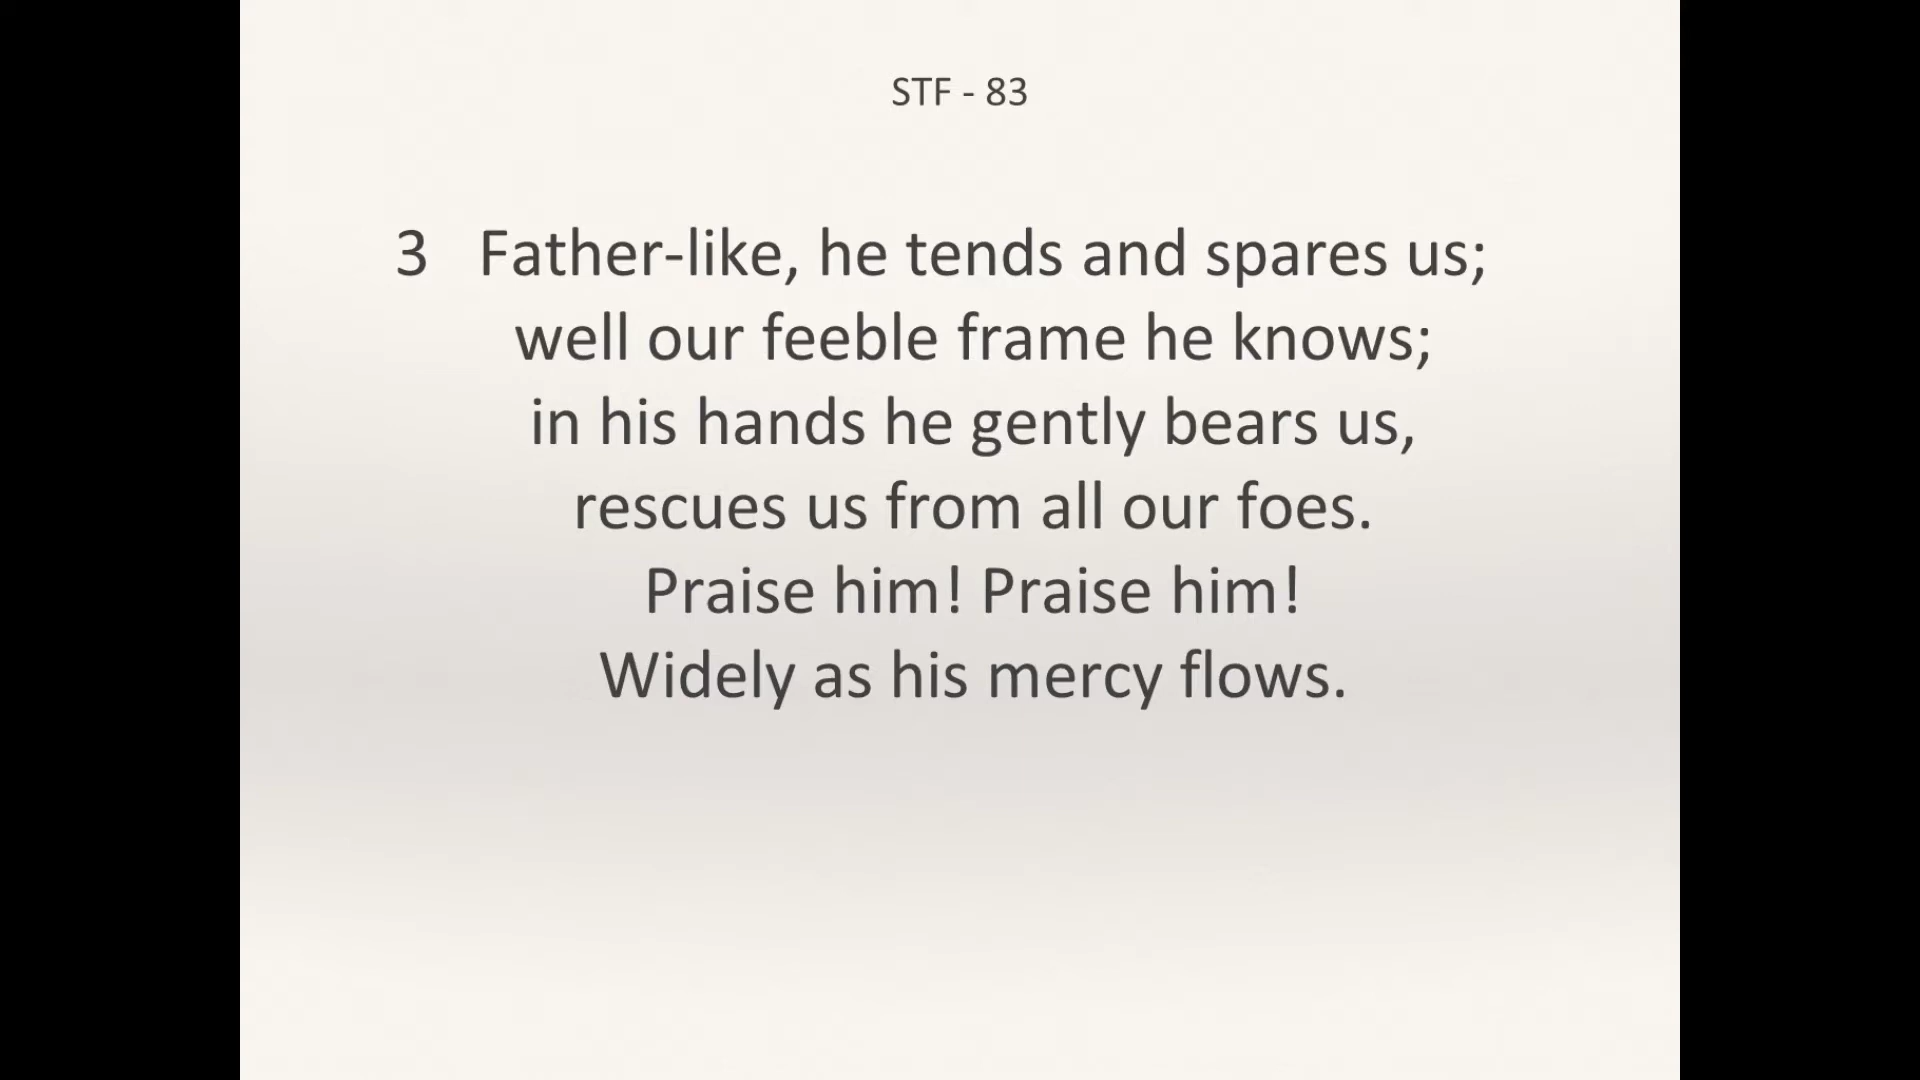 STF - 83
3 Father-like, he tends and spares us;
well our feeble frame he knows;
in his hands he gently bears us,
rescues us from all our foes.
Praise him! Praise him!
Widely as his mercy flows.